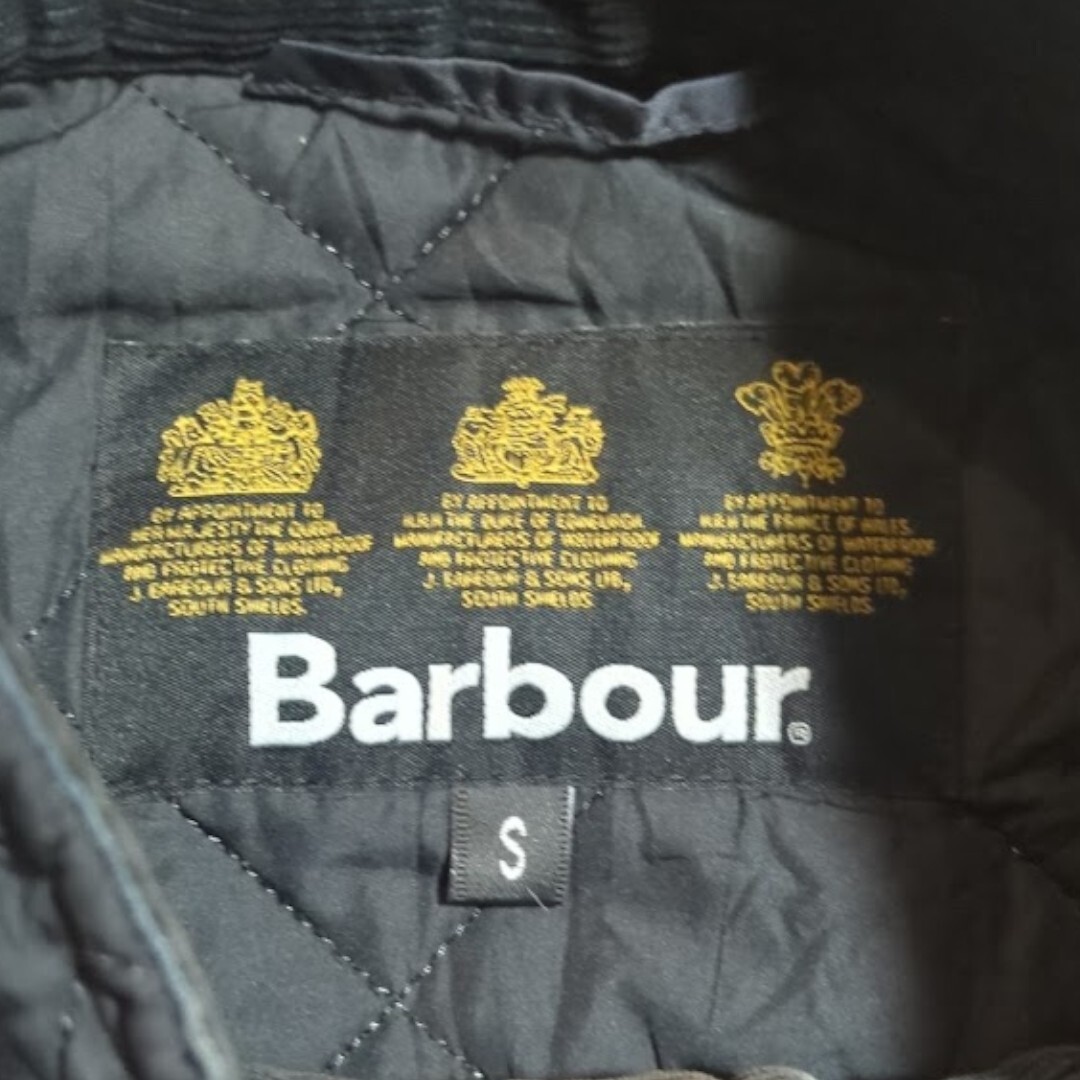 BY APPOINTMENT TO
HER MAJESTY THE QUEEN
MANUFACTURERS OF WATERPROOF
AND PROTECTIVE CLOTHING
J. BARBOUR & SONS LTD,
SOUTH SHIELDS.
BY APPOINTMENT TO
H.R.H THE DUKE OF EDINBURGH
MANUFACTURERS OF WATERPROOF
AND PROTECTIVE CLOTHING
J. BARBOUR & SONS LTD,
SOUTH SHIELDS.
BY APPOINTMENT TO
H.R.H THE PRINCE OF WALES.
MANUFACTURERS OF WATERPROOF
AND PROTECTIVE CLOTHING
J. BARBOUR & SONS LTD,
SOUTH SHIELDS.
Barbour®
S